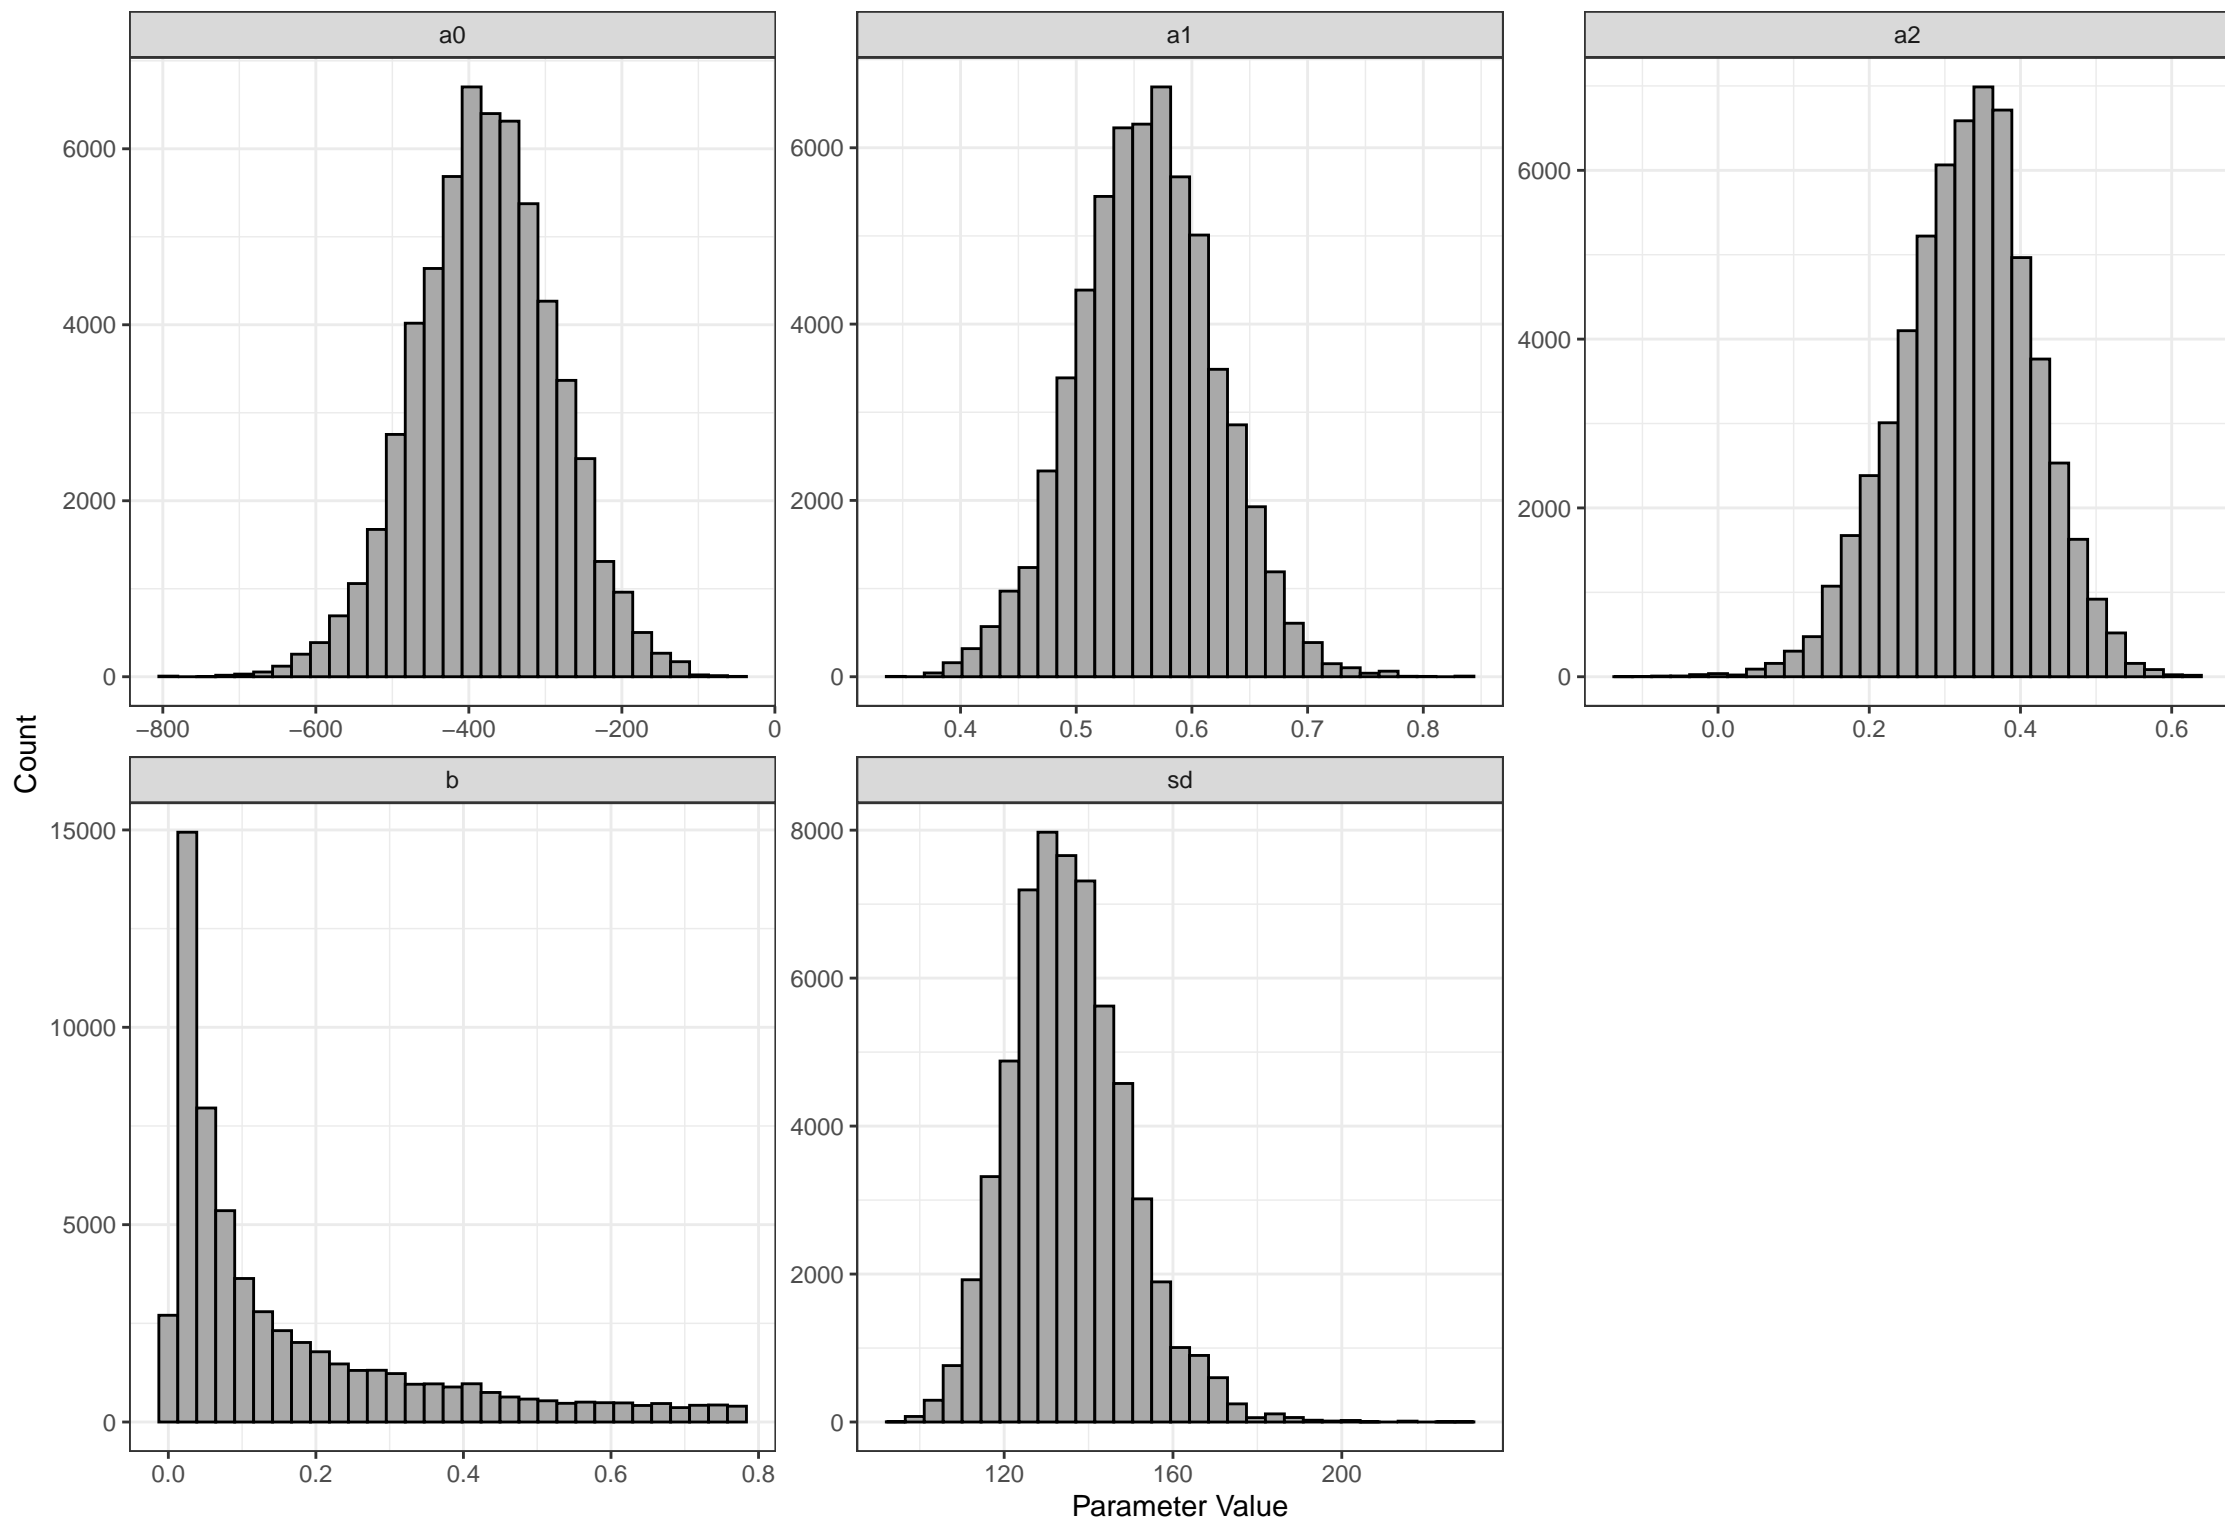 a0 a1 a2
6000 6000 6000
4000 4000 4000
2000 2000 2000
0 0 0
−800 −600 −400 −200 0 0.4 0.5 0.6 0.7 0.8 0.0 0.2 0.4 0.6
Count
b sd
15000 8000
10000 6000
5000 4000
0 2000
0
0.0 0.2 0.4 0.6 0.8 120 160 200
Parameter Value